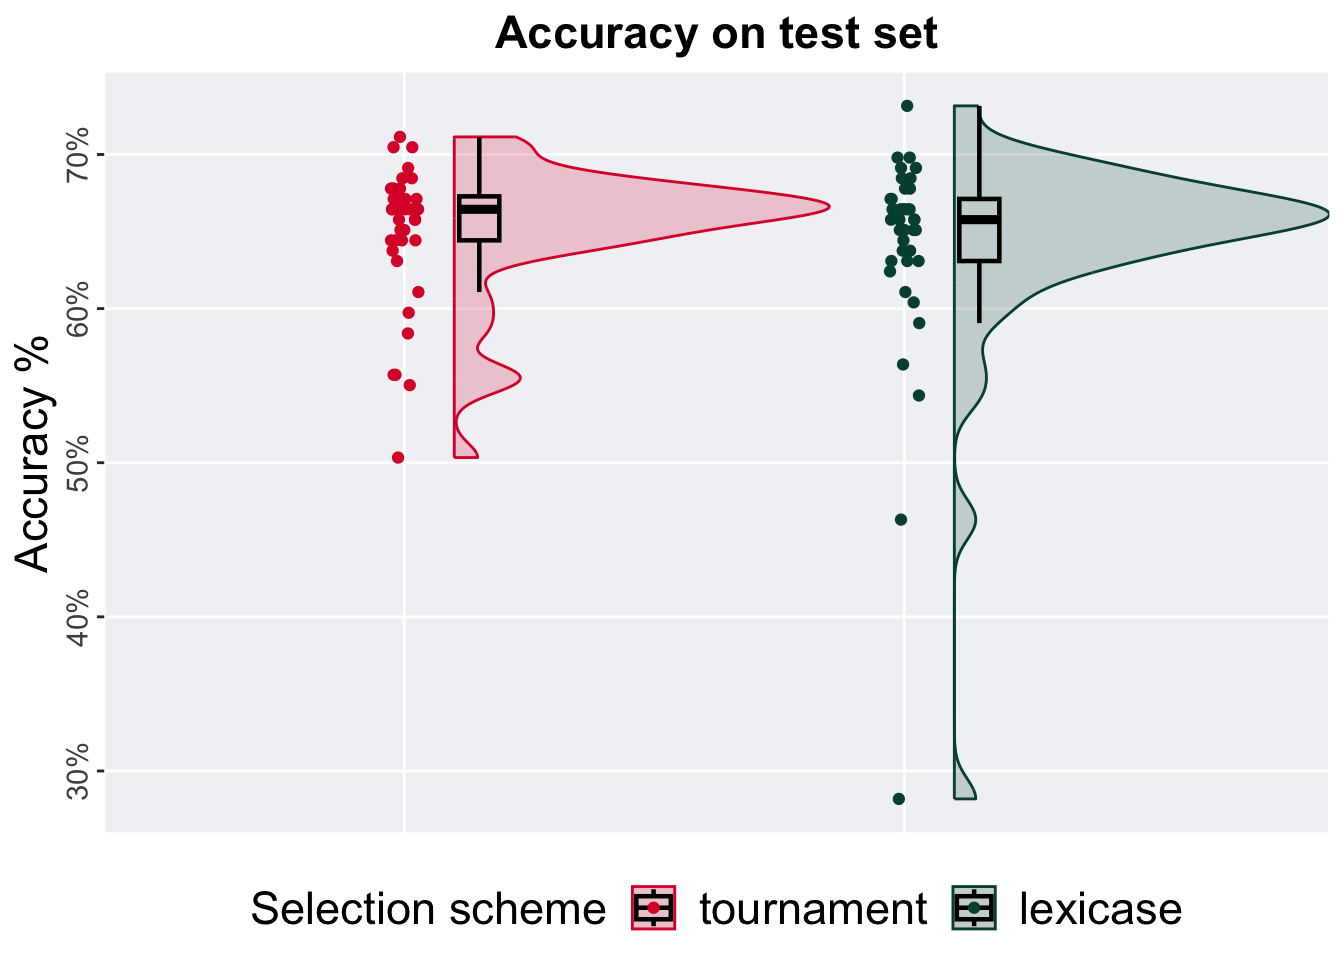 Accuracy on test set
Accuracy %
70%
60%
50%
40%
30%
Selection scheme tournament lexicase